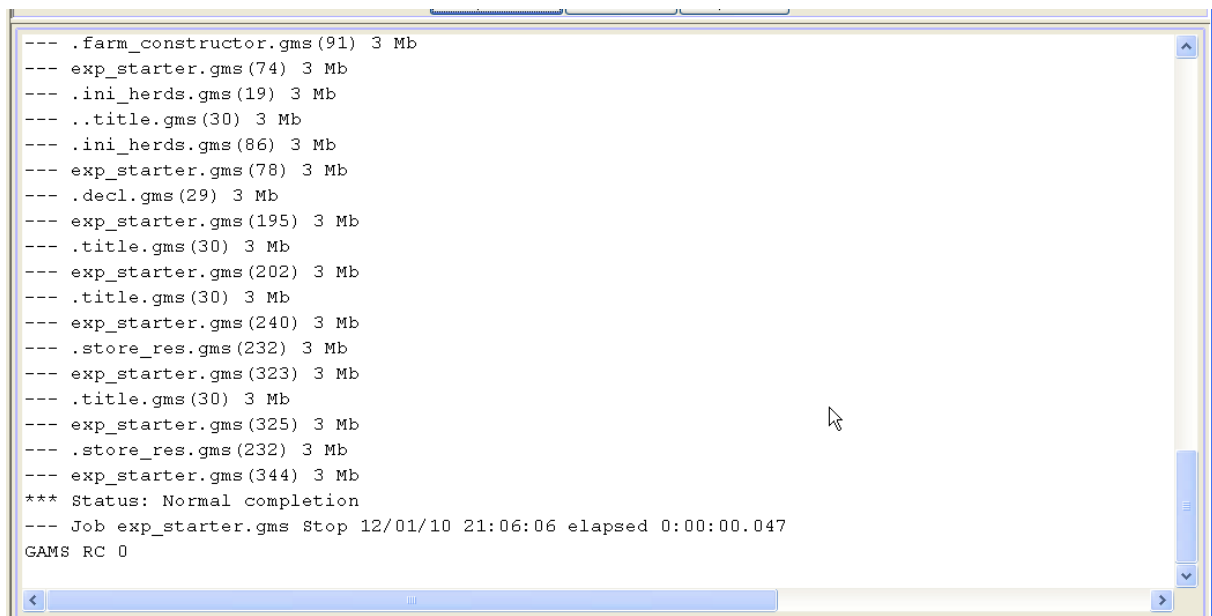 --- .farm_constructor.gms(91) 3 Mb
--- exp_starter.gms(74) 3 Mb
--- .ini_herds.gms(19) 3 Mb
--- ..title.gms(30) 3 Mb
--- .ini_herds.gms(86) 3 Mb
--- exp_starter.gms(78) 3 Mb
--- .decl.gms(29) 3 Mb
--- exp_starter.gms(195) 3 Mb
--- .title.gms(30) 3 Mb
--- exp_starter.gms(202) 3 Mb
--- .title.gms(30) 3 Mb
--- exp_starter.gms(240) 3 Mb
--- .store_res.gms(232) 3 Mb
--- exp_starter.gms(323) 3 Mb
--- .title.gms(30) 3 Mb
--- exp_starter.gms(325) 3 Mb
--- .store_res.gms(232) 3 Mb
--- exp_starter.gms(344) 3 Mb
*** Status: Normal completion
--- Job exp_starter.gms Stop 12/01/10 21:06:06 elapsed 0:00:00.047
GAMS RC 0